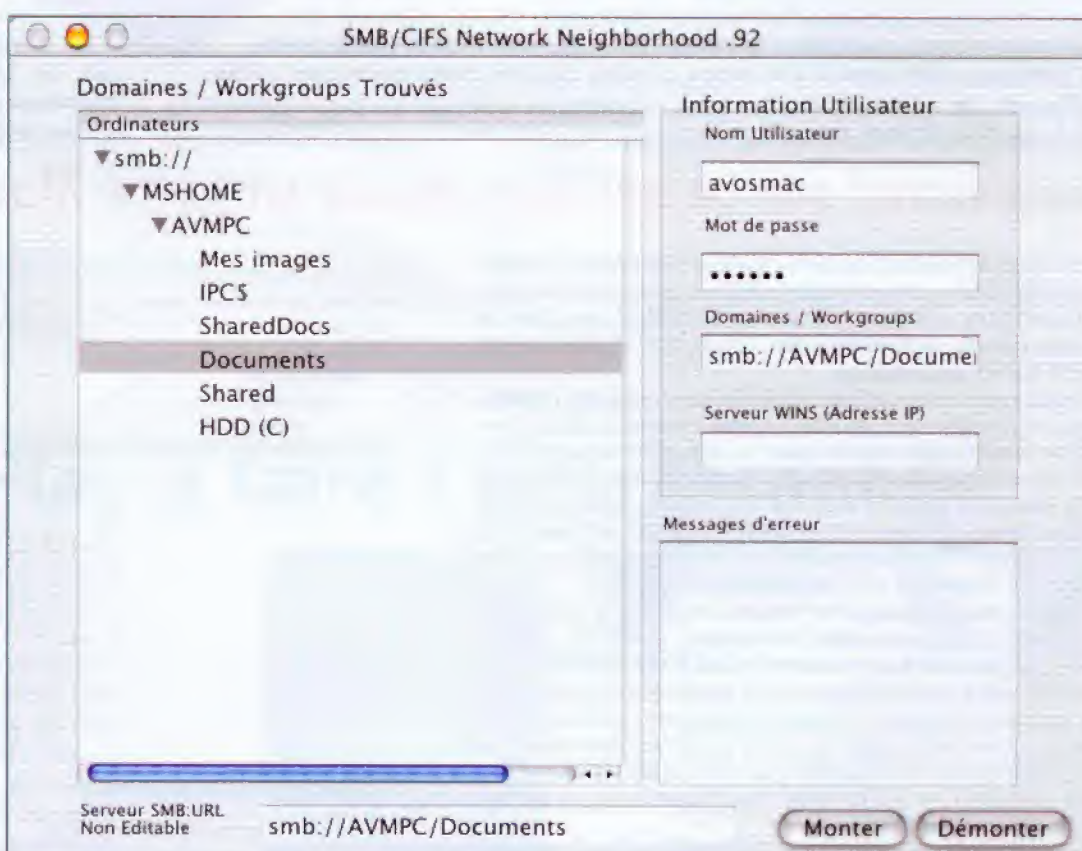 SMB/CIFS Network Neighborhood .92
Domaines / Workgroups Trouvés
Ordinateurs
smb://
MSHOME
AVMPC
Mes images
IPC$
SharedDocs
Documents
Shared
HDD (C)
Information Utilisateur
Nom Utilisateur
avosmac
Mot de passe
••••••
Domaines / Workgroups
smb://AVMPC/Docume
Serveur WINS (Adresse IP)
Messages d'erreur
Serveur SMB:URL
Non Editable
smb://AVMPC/Documents
Monter
Démonter